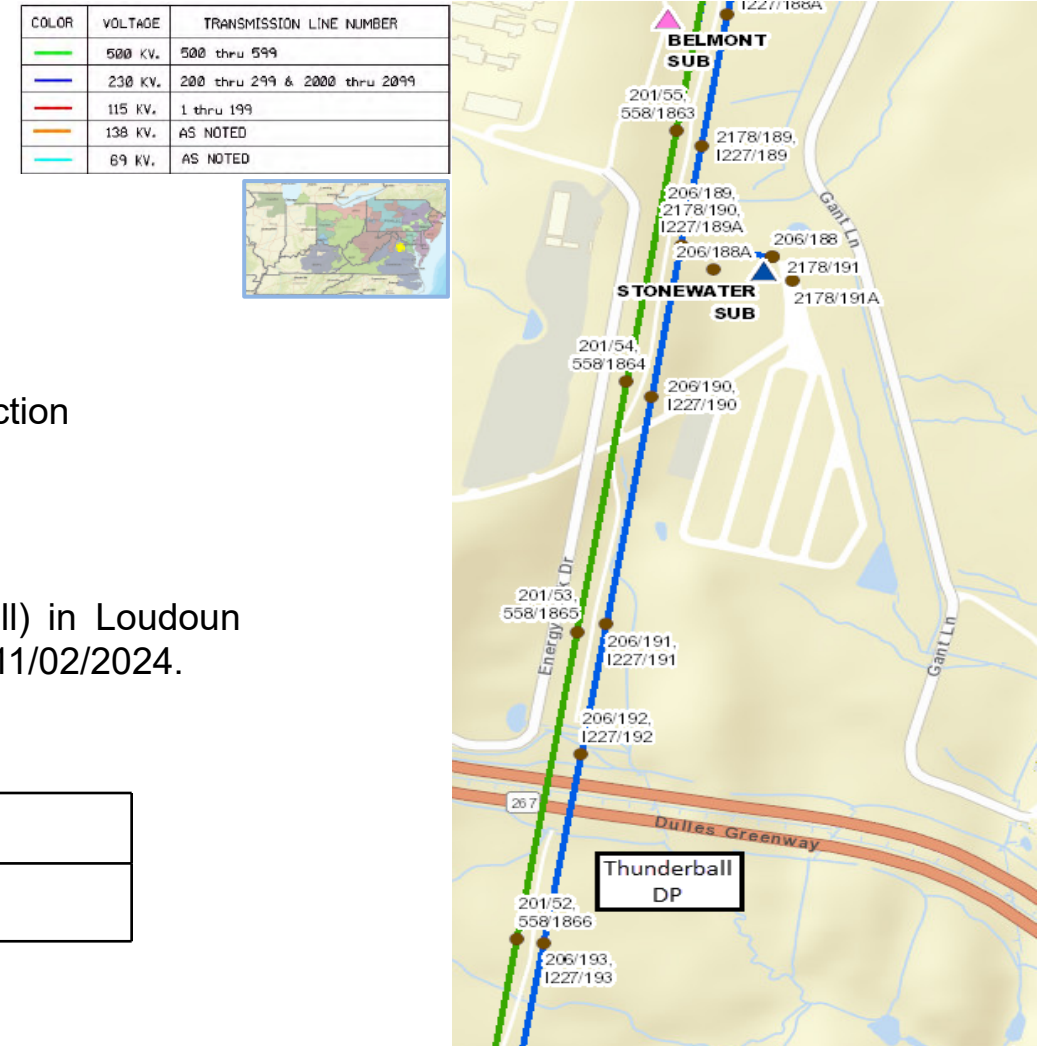 COLOR VOLTAGE TRANSMISSION LINE NUMBER
500 KV. 500 thru 599
230 KV. 200 thru 299 & 2000 thru 2099
115 KV. 1 thru 199
138 KV. AS NOTED
69 KV. AS NOTED
ction
ll) in Loudoun
11/02/2024.
I227/188A
BELMONT
SUB
201/55,
558/1863
2178/189,
I227/189
206/189,
2178/190,
I227/189A
Gant Ln
206/188
206/188A
2178/191
STONEWATER
SUB
2178/191A
201/54,
558/1864
206/190,
I227/190
201/53,
558/1865
Energy Dr
206/191,
I227/191
Gant Ln
206/192,
I227/192
267
Dulles Greenway
Thunderball
DP
201/52,
558/1866
206/193,
I227/193